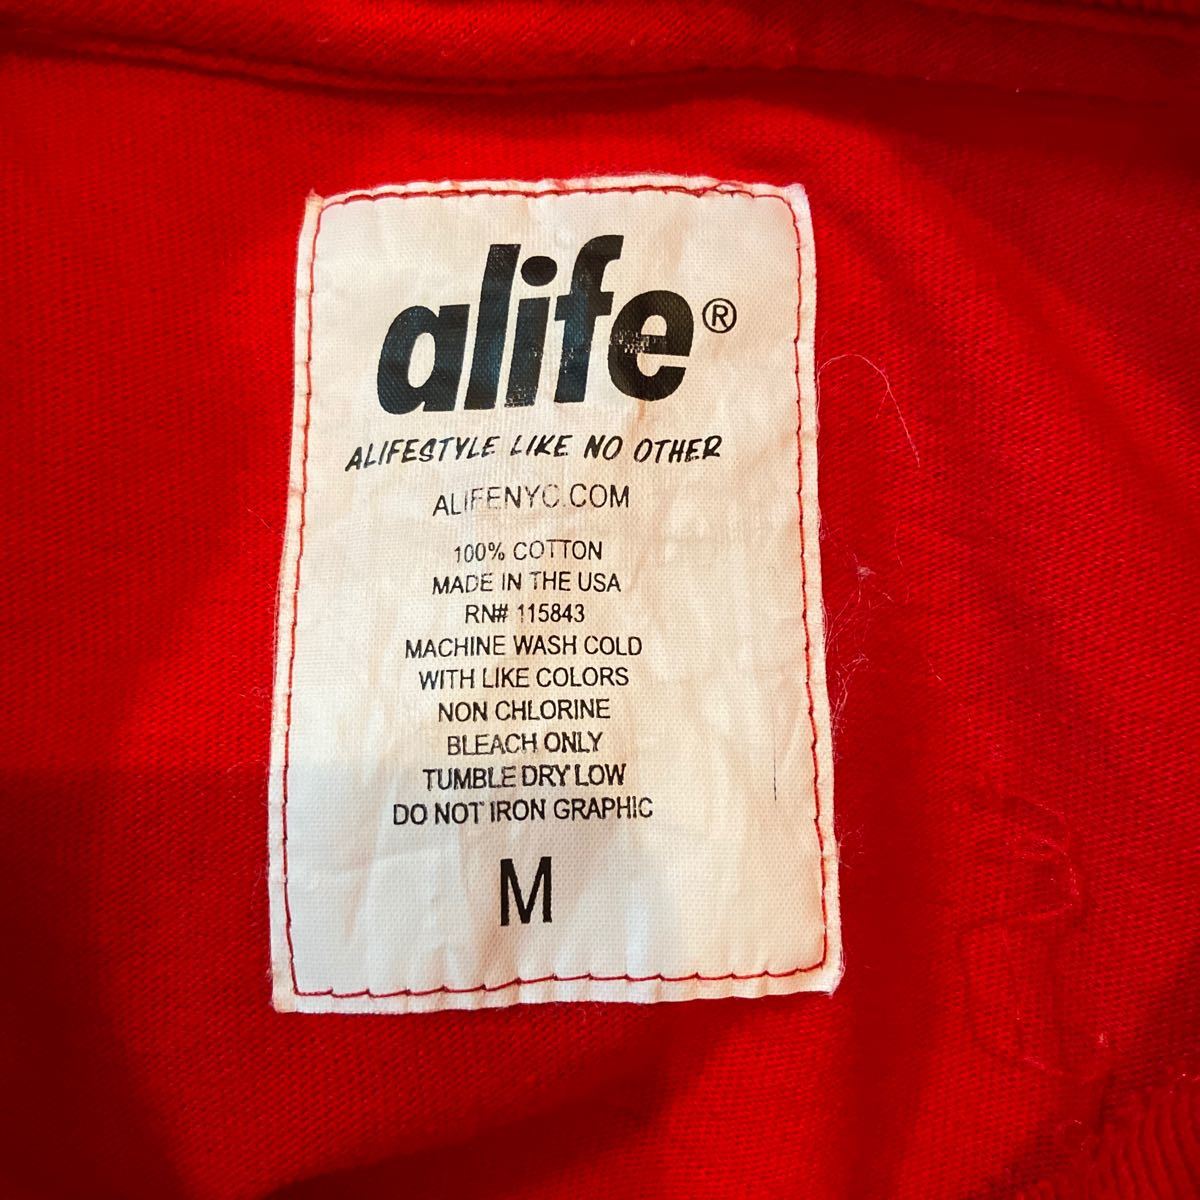 alife®
ALIFESTYLE LIKE NO OTHER
ALIFENYC.COM
100% COTTON
MADE IN THE USA
RN# 115843
MACHINE WASH COLD
WITH LIKE COLORS
NON CHLORINE
BLEACH ONLY
TUMBLE DRY LOW
DO NOT IRON GRAPHIC
M